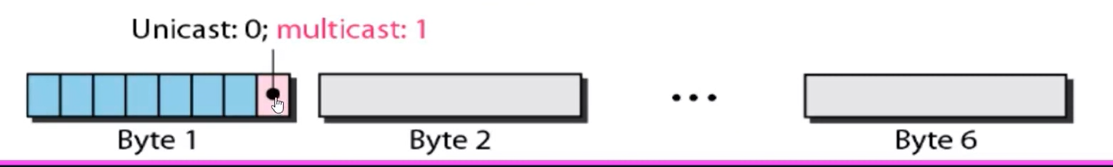 Unicast: 0; multicast: 1
...
Byte 1 Byte 2 Byte 6